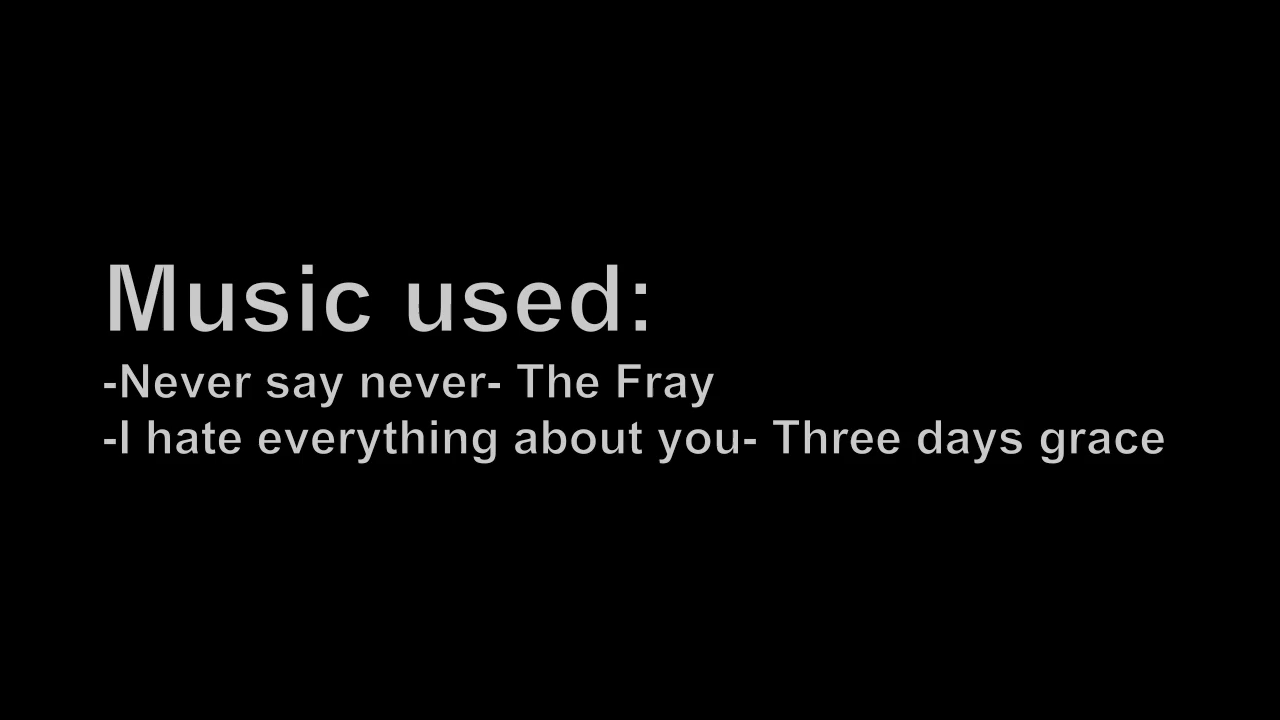 Music used:
-Never say never- The Fray
-I hate everything about you- Three days grace